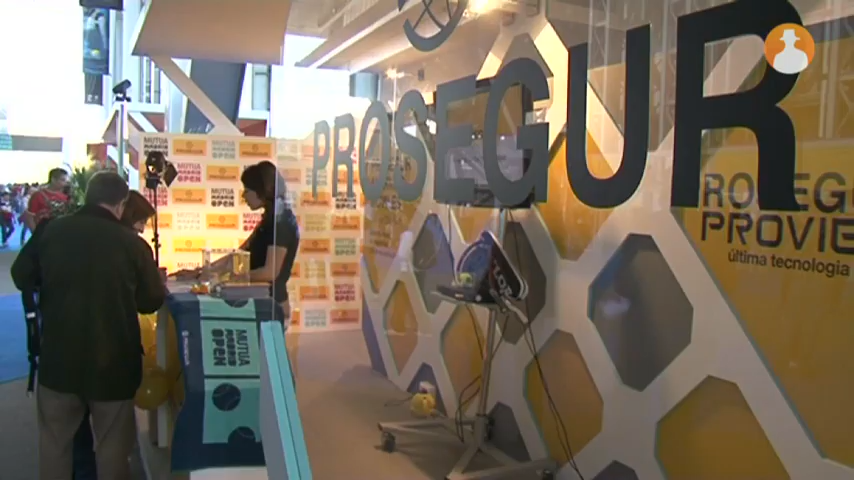 PROSEGUR
ROSEGU
PROVIE
última tecnología
MUTUA
MADRID
OPEN
MUTUA
MADRID
OPEN